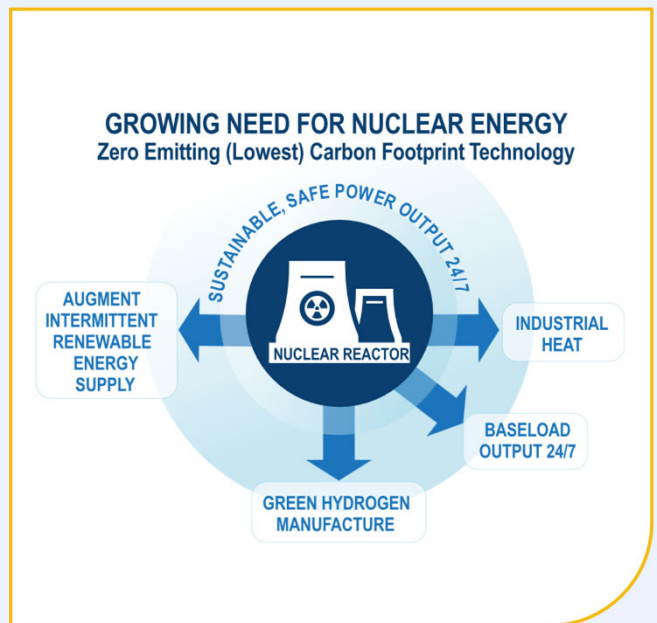 GROWING NEED FOR NUCLEAR ENERGY
Zero Emitting (Lowest) Carbon Footprint Technology
SUSTAINABLE, SAFE POWER OUTPUT 24/7
AUGMENT
INTERMITTENT
RENEWABLE
ENERGY
SUPPLY
NUCLEAR REACTOR
INDUSTRIAL
HEAT
BASELOAD
OUTPUT 24/7
GREEN HYDROGEN
MANUFACTURE